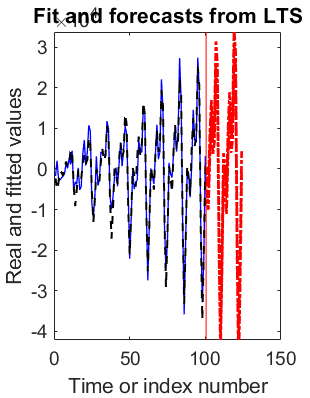 Fit and forecasts from LTS
×10⁴
3
2
1
0
-1
-2
-3
-4
Real and fitted values
0 50 100 150
Time or index number